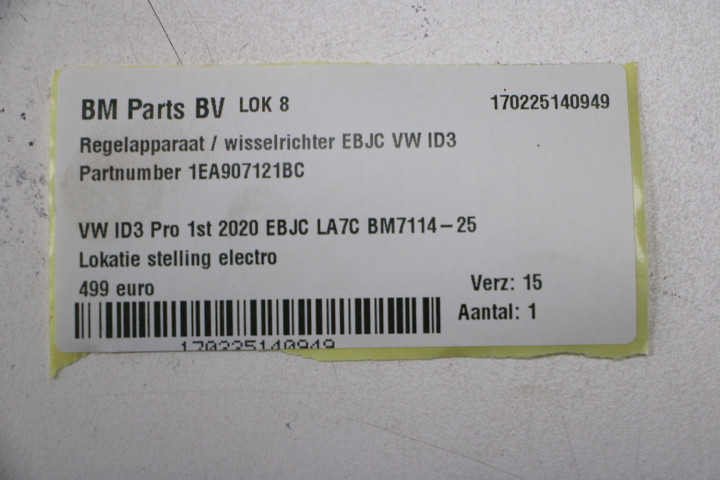 BM Parts BV LOK 8 170225140949
Regelapparaat / wisselrichter EBJC VW ID3
Partnumber 1EA907121BC
VW ID3 Pro 1st 2020 EBJC LA7C BM7114-25
Lokatie stelling electro
499 euro Verz: 15
Aantal: 1
170225140949